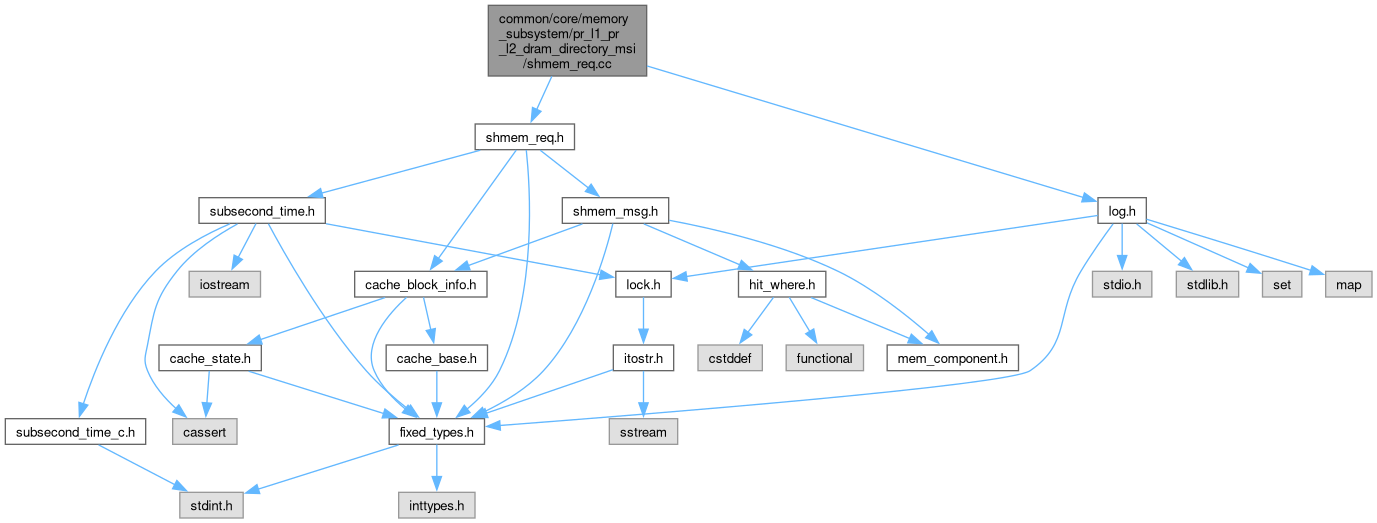 common/core/memory
_subsystem/pr_l1_pr
_l2_dram_directory_msi
/shmem_req.cc
shmem_req.h
subsecond_time.h
shmem_msg.h
log.h
iostream
cache_block_info.h
lock.h
hit_where.h
stdio.h
stdlib.h
set
map
cache_state.h
cache_base.h
itostr.h
cstddef
functional
mem_component.h
subsecond_time_c.h
cassert
fixed_types.h
sstream
stdint.h
inttypes.h